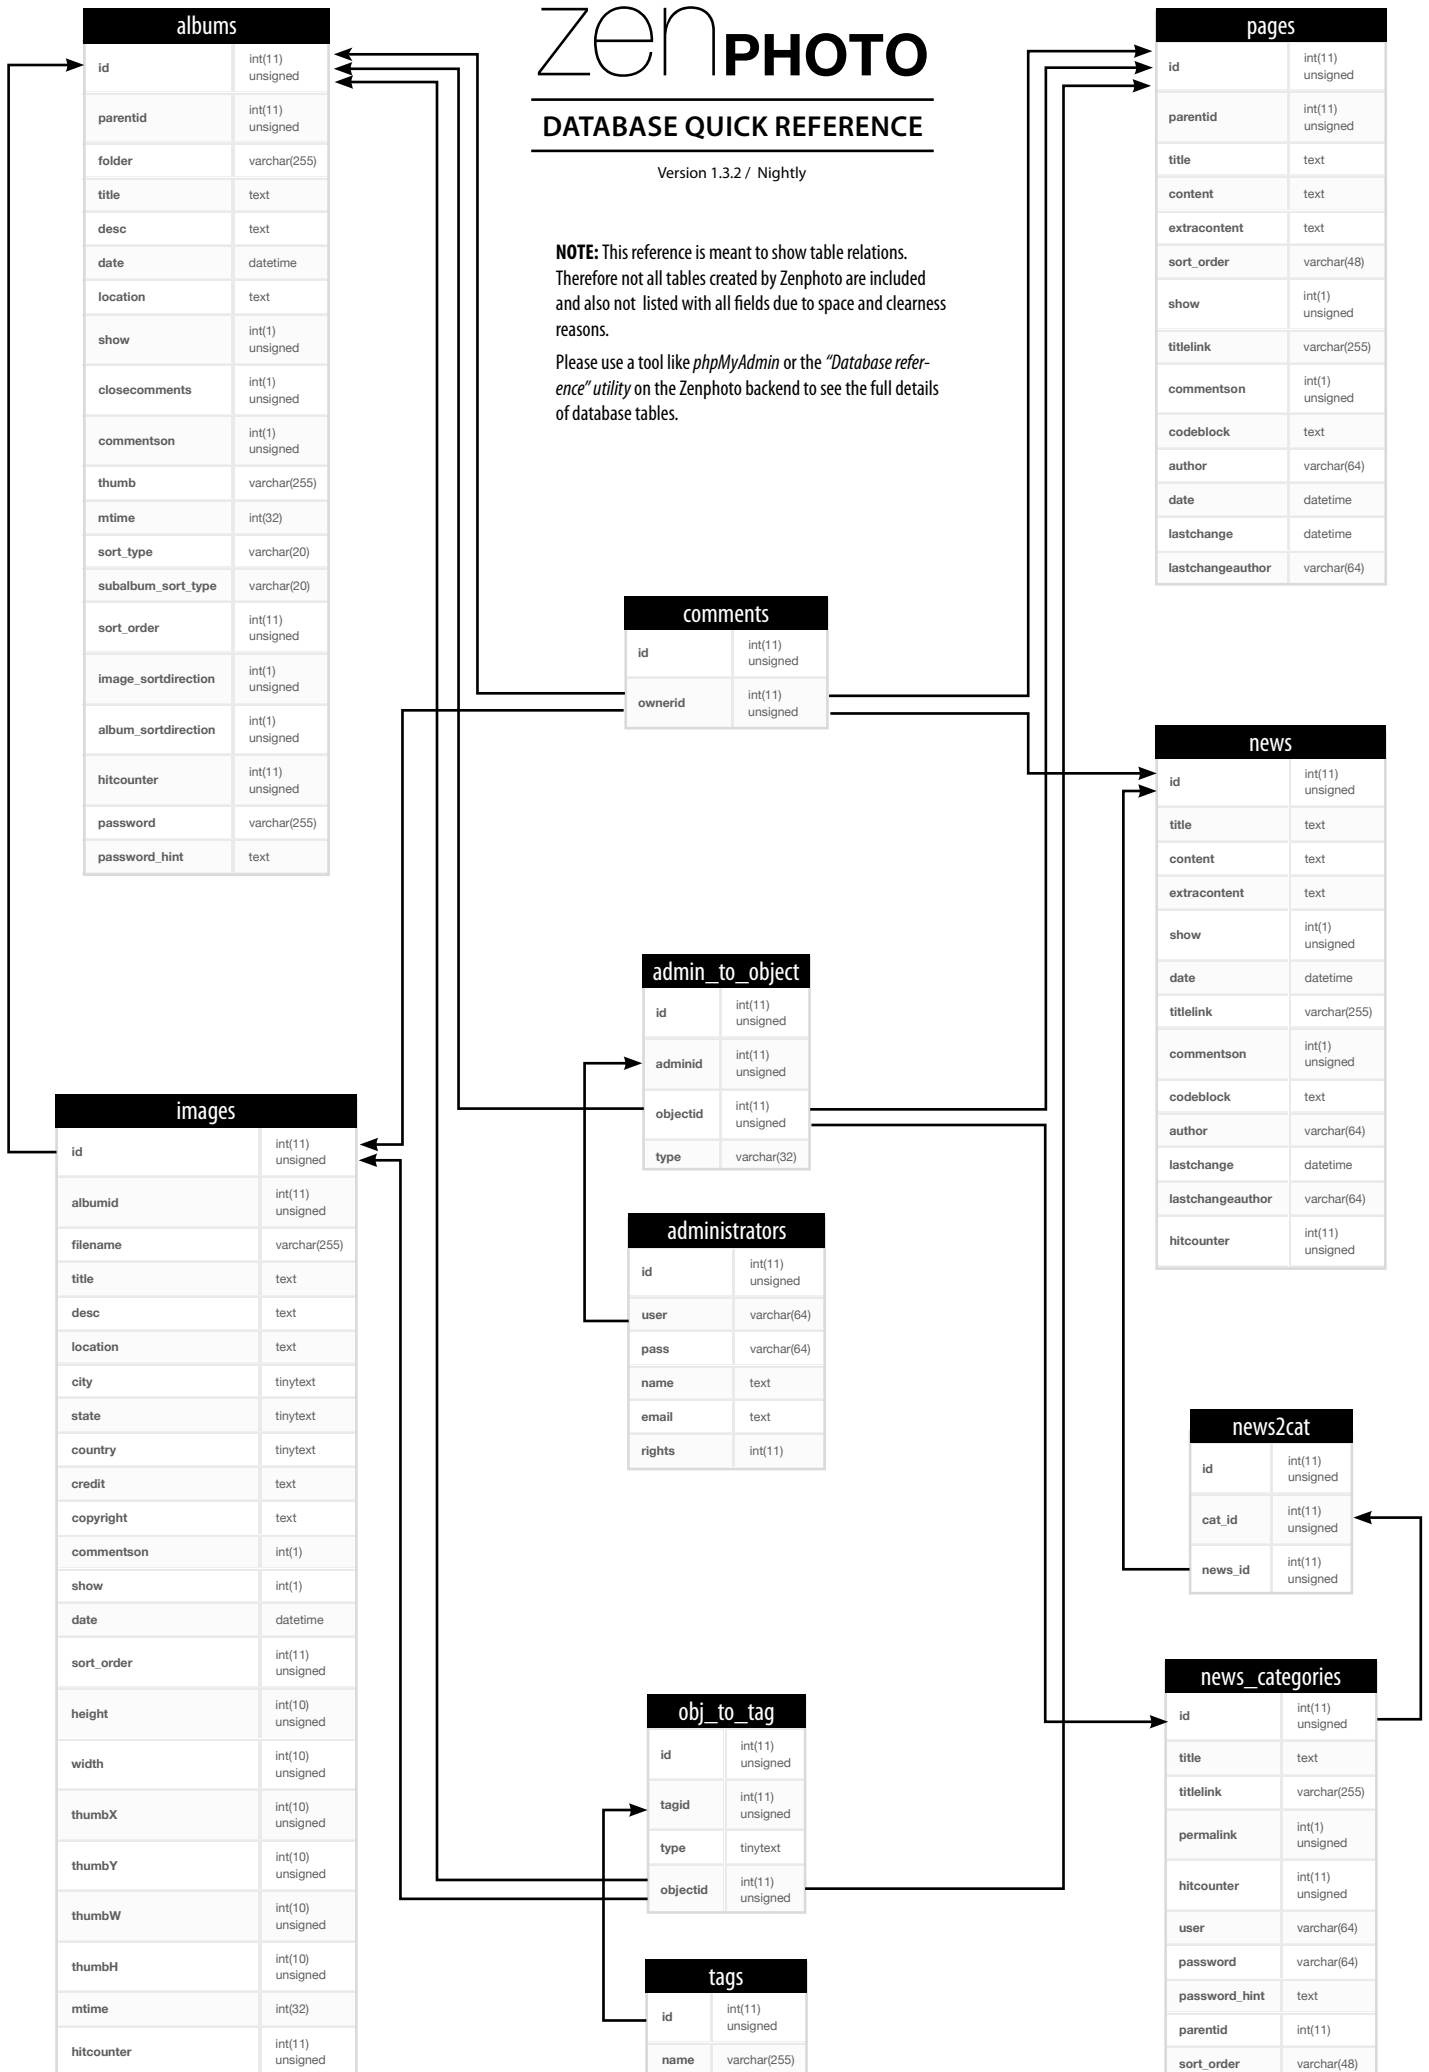 zenPHOTO
DATABASE QUICK REFERENCE
Version 1.3.2 / Nightly
NOTE: This reference is meant to show table relations.
Therefore not all tables created by Zenphoto are included
and also not listed with all fields due to space and clearness
reasons.
Please use a tool like phpMyAdmin or the “Database refer-
ence” utility on the Zenphoto backend to see the full details
of database tables.
albums
id int(11) unsigned
parentid int(11) unsigned
folder varchar(255)
title text
desc text
date datetime
location text
show int(1) unsigned
closecomments int(1) unsigned
commentson int(1) unsigned
thumb varchar(255)
mtime int(32)
sort_type varchar(20)
subalbum_sort_type varchar(20)
sort_order int(11) unsigned
image_sortdirection int(1) unsigned
album_sortdirection int(1) unsigned
hitcounter int(11) unsigned
password varchar(255)
password_hint text
images
id int(11) unsigned
albumid int(11) unsigned
filename varchar(255)
title text
desc text
location text
city tinytext
state tinytext
country tinytext
credit text
copyright text
commentson int(1)
show int(1)
date datetime
sort_order int(11) unsigned
height int(10) unsigned
width int(10) unsigned
thumbX int(10) unsigned
thumbY int(10) unsigned
thumbW int(10) unsigned
thumbH int(10) unsigned
mtime int(32)
hitcounter int(11) unsigned
comments
id int(11) unsigned
ownerid int(11) unsigned
admin_to_object
id int(11) unsigned
adminid int(11) unsigned
objectid int(11) unsigned
type varchar(32)
administrators
id int(11) unsigned
user varchar(64)
pass varchar(64)
name text
email text
rights int(11)
obj_to_tag
id int(11) unsigned
tagid int(11) unsigned
type tinytext
objectid int(11) unsigned
tags
id int(11) unsigned
name varchar(255)
pages
id int(11) unsigned
parentid int(11) unsigned
title text
content text
extracontent text
sort_order varchar(48)
show int(1) unsigned
titlelink varchar(255)
commentson int(1) unsigned
codeblock text
author varchar(64)
date datetime
lastchange datetime
lastchangeauthor varchar(64)
news
id int(11) unsigned
title text
content text
extracontent text
show int(1) unsigned
date datetime
titlelink varchar(255)
commentson int(1) unsigned
codeblock text
author varchar(64)
lastchange datetime
lastchangeauthor varchar(64)
hitcounter int(11) unsigned
news2cat
id int(11) unsigned
cat_id int(11) unsigned
news_id int(11) unsigned
news_categories
id int(11) unsigned
title text
titlelink varchar(255)
permalink int(1) unsigned
hitcounter int(11) unsigned
user varchar(64)
password varchar(64)
password_hint text
parentid int(11)
sort_order varchar(48)